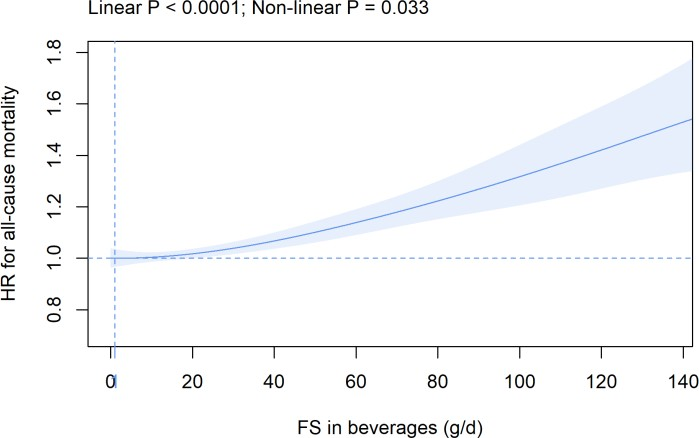 Linear P < 0.0001; Non-linear P = 0.033
HR for all-cause mortality
1.8
1.6
1.4
1.2
1.0
0.8
0 20 40 60 80 100 120 140
FS in beverages (g/d)